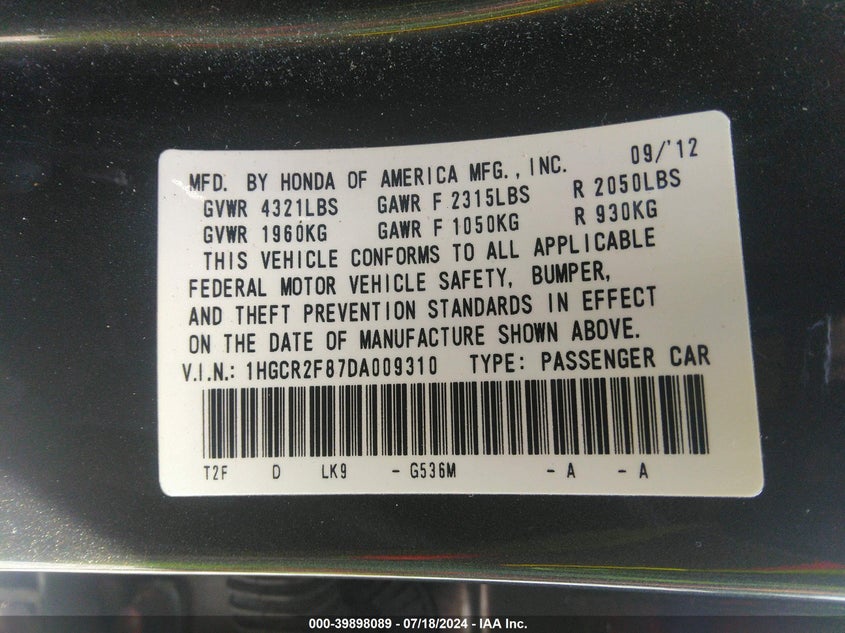 MFD. BY HONDA OF AMERICA MFG., INC. 09/'12
GVWR 4321LBS GAWR F 2315LBS R 2050LBS
GVWR 1960KG GAWR F 1050KG R 930KG
THIS VEHICLE CONFORMS TO ALL APPLICABLE
FEDERAL MOTOR VEHICLE SAFETY, BUMPER,
AND THEFT PREVENTION STANDARDS IN EFFECT
ON THE DATE OF MANUFACTURE SHOWN ABOVE.
V.I.N.: 1HGCR2F87DA009310 TYPE: PASSENGER CAR
T2F D LK9 - G536M - A - A
000-39898089 - 07/18/2024 - IAA Inc.